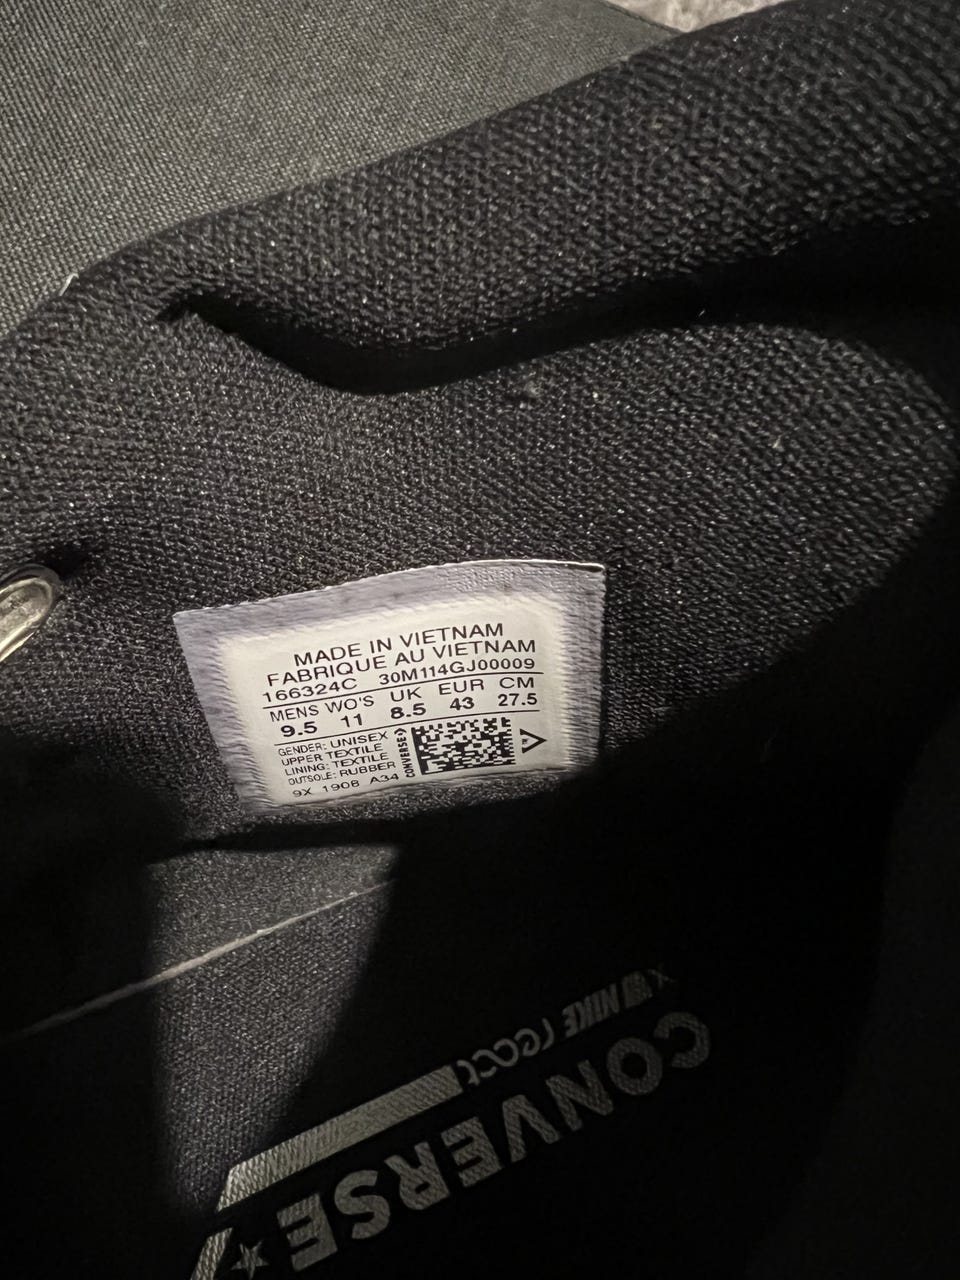 MADE IN VIETNAM
FABRIQUE AU VIETNAM
166324C 30M114GJ00009
MENS WO'S UK EUR CM
9.5 11 8.5 43 27.5
GENDER: UNISEX
UPPER TEXTILE
LINING: TEXTILE
OUTSOLE: RUBBER
9X 1908 A34
CONVERSE
CONVERSE
X NIKE react